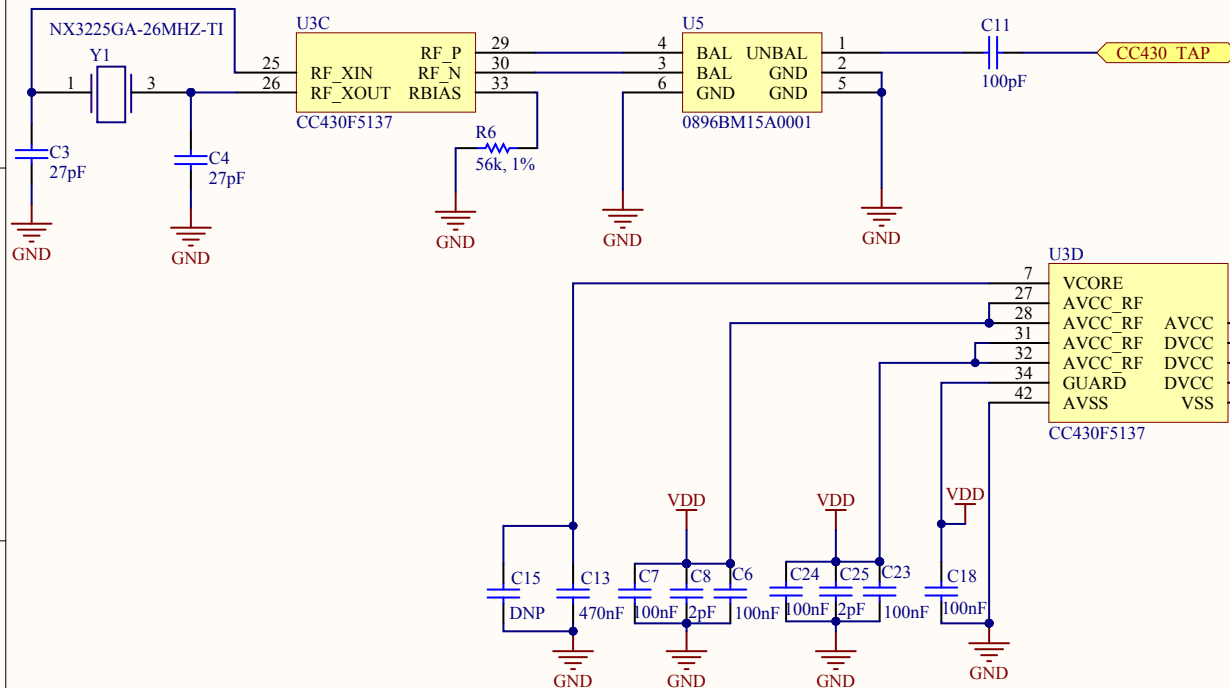 NX3225GA-26MHZ-TI
Y1
1
3
C3
27pF
C4
27pF
GND
GND
U3C
25 RF_XIN RF_P 29
26 RF_XOUT RF_N 30
RBIAS 33
CC430F5137
R6
56k, 1%
GND
U5
4 BAL UNBAL 1
3 BAL GND 2
6 GND GND 5
0896BM15A0001
GND
GND
C11
100pF
CC430 TAP
U3D
7 VCORE
27 AVCC_RF
28 AVCC_RF AVCC
31 AVCC_RF DVCC
32 AVCC_RF DVCC
34 GUARD DVCC
42 AVSS VSS
CC430F5137
VDD
VDD
VDD
C15
DNP
C13
470nF
C7
100nF
C8
2pF
C6
100nF
C24
100nF
C25
2pF
C23
100nF
C18
100nF
GND
GND
GND
GND